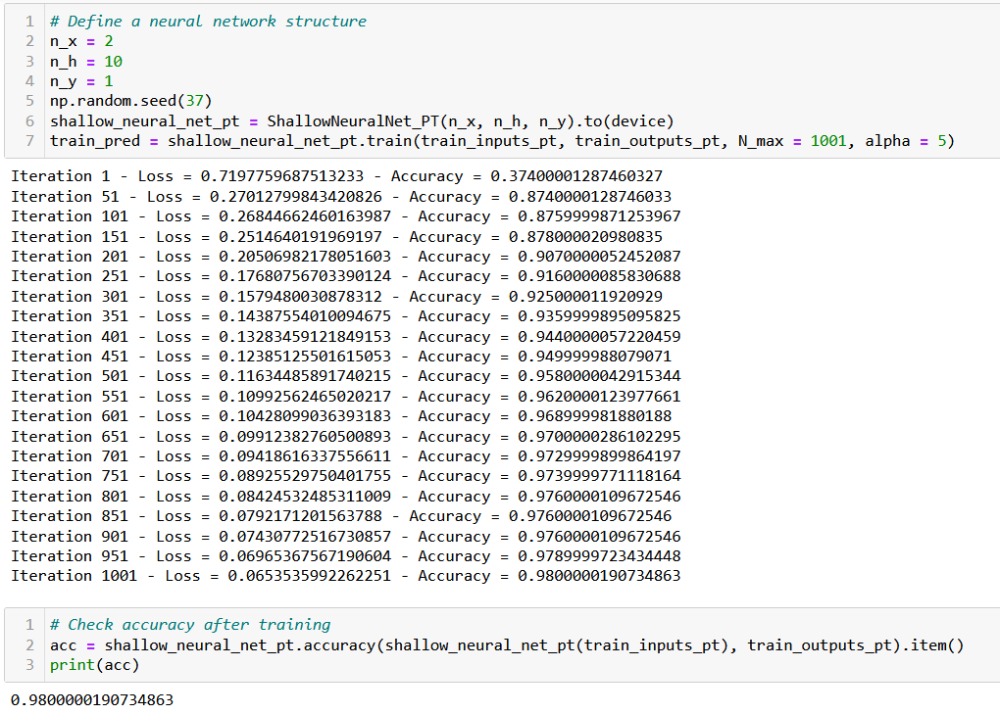 1 # Define a neural network structure
2 n_x = 2
3 n_h = 10
4 n_y = 1
5 np.random.seed(37)
6 shallow_neural_net_pt = ShallowNeuralNet_PT(n_x, n_h, n_y).to(device)
7 train_pred = shallow_neural_net_pt.train(train_inputs_pt, train_outputs_pt, N_max = 1001, alpha = 5)
Iteration 1 - Loss = 0.7197759687513233 - Accuracy = 0.37400001287460327
Iteration 51 - Loss = 0.27012799843420826 - Accuracy = 0.8740000128746033
Iteration 101 - Loss = 0.26844662460163987 - Accuracy = 0.8759999871253967
Iteration 151 - Loss = 0.2514640191969197 - Accuracy = 0.878000020980835
Iteration 201 - Loss = 0.20506982178051603 - Accuracy = 0.9070000052452087
Iteration 251 - Loss = 0.17680756703390124 - Accuracy = 0.9160000085830688
Iteration 301 - Loss = 0.1579480030878312 - Accuracy = 0.925000011920929
Iteration 351 - Loss = 0.14387554010094675 - Accuracy = 0.9359999895095825
Iteration 401 - Loss = 0.13283459121849153 - Accuracy = 0.9440000057220459
Iteration 451 - Loss = 0.12385125501615053 - Accuracy = 0.949999988079071
Iteration 501 - Loss = 0.11634485891740215 - Accuracy = 0.9580000042915344
Iteration 551 - Loss = 0.10992562465020217 - Accuracy = 0.9620000123977661
Iteration 601 - Loss = 0.10428099036393183 - Accuracy = 0.968999981880188
Iteration 651 - Loss = 0.09912382760500893 - Accuracy = 0.9700000286102295
Iteration 701 - Loss = 0.09418616337556611 - Accuracy = 0.9729999899864197
Iteration 751 - Loss = 0.08925529750401755 - Accuracy = 0.9739999771118164
Iteration 801 - Loss = 0.08424532485311009 - Accuracy = 0.9760000109672546
Iteration 851 - Loss = 0.0792171201563788 - Accuracy = 0.9760000109672546
Iteration 901 - Loss = 0.07430772516730857 - Accuracy = 0.9760000109672546
Iteration 951 - Loss = 0.06965367567190604 - Accuracy = 0.9789999723434448
Iteration 1001 - Loss = 0.0653535992262251 - Accuracy = 0.9800000190734863
1 # Check accuracy after training
2 acc = shallow_neural_net_pt.accuracy(shallow_neural_net_pt(train_inputs_pt), train_outputs_pt).item()
3 print(acc)
0.9800000190734863